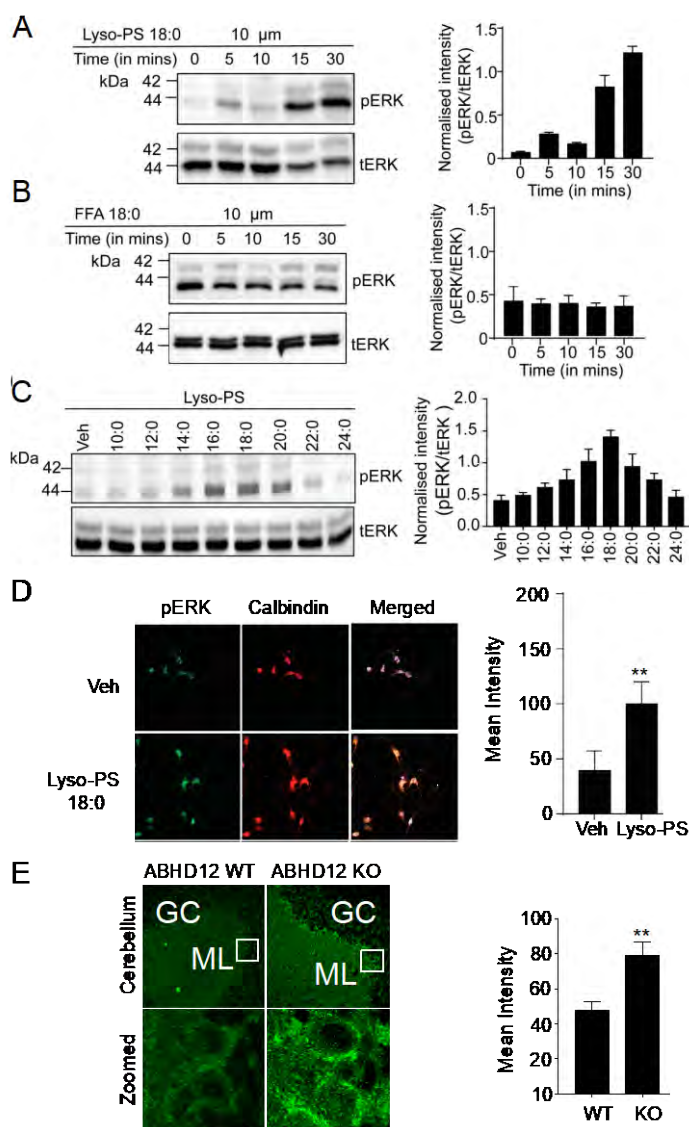 A
Lyso-PS 18:0 10 µm
Time (in mins) 0 5 10 15 30
kDa
42
44
pERK
42
44
tERK
Normalised intensity
(pERK/tERK)
1.5
1.0
0.5
0
0 5 10 15 30
Time (in mins)
B
FFA 18:0 10 µm
Time (in mins) 0 5 10 15 30
kDa
42
44
pERK
42
44
tERK
Normalised intensity
(pERK/tERK)
1.5
1.0
0.5
0
0 5 10 15 30
Time (in mins)
C
Lyso-PS
Veh 10:0 12:0 14:0 16:0 18:0 20:0 22:0 24:0
kDa
42
44
pERK
tERK
Normalised intensity
(pERK/tERK )
2.0
1.5
1.0
0.5
0.0
Veh 10:0 12:0 14:0 16:0 18:0 20:0 22:0 24:0
D
pERK Calbindin Merged
Veh
Lyso-PS
18:0
Mean Intensity
200
150
100
50
0
**
Veh Lyso-PS
E
ABHD12 WT ABHD12 KO
Cerebellum
GC
ML
GC
ML
Zoomed
Mean Intensity
100
80
60
40
20
10
**
WT KO